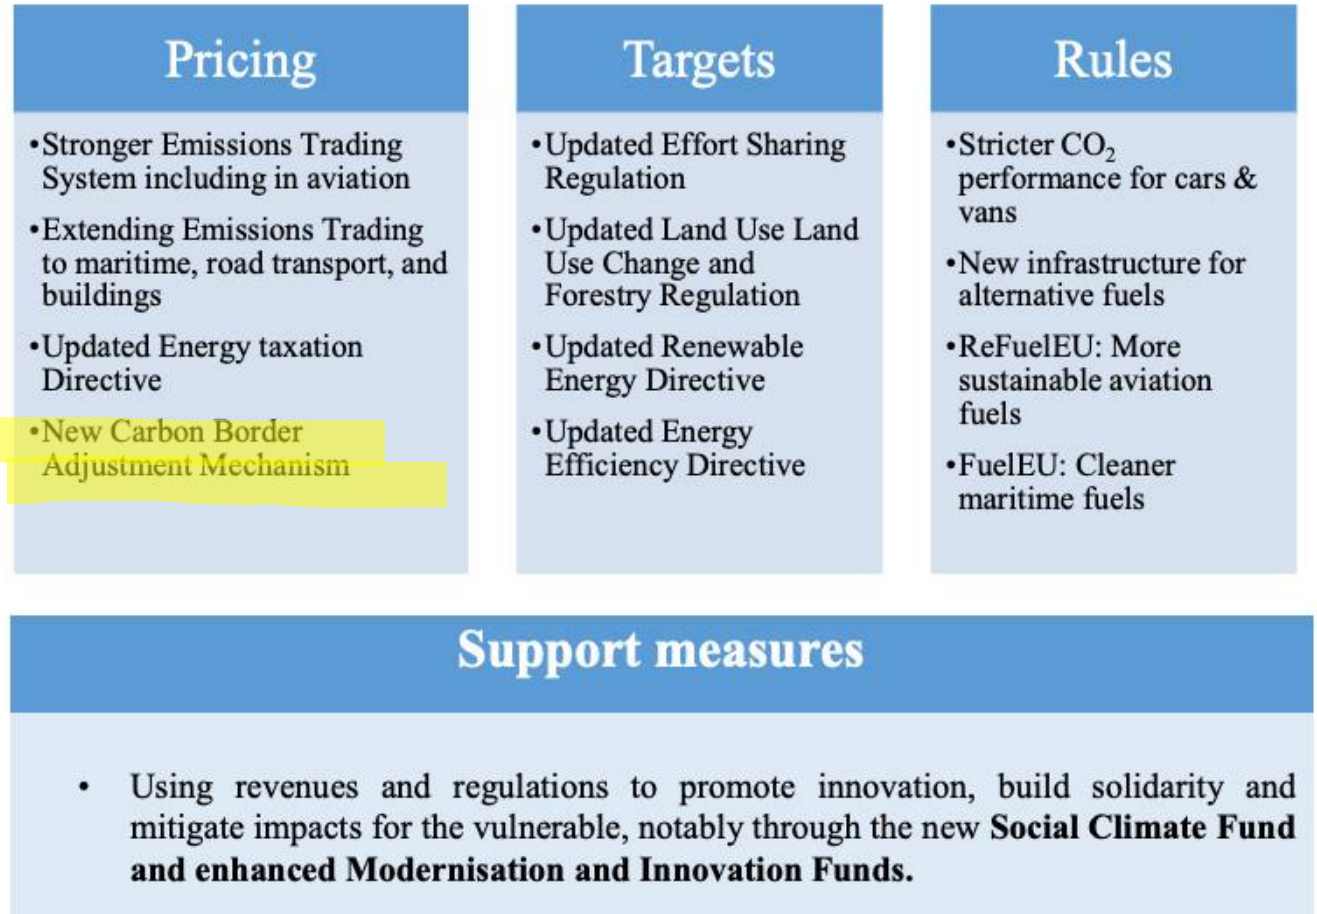 Pricing
•Stronger Emissions Trading
System including in aviation
•Extending Emissions Trading
to maritime, road transport, and
buildings
•Updated Energy taxation
Directive
•New Carbon Border
Adjustment Mechanism
Targets
•Updated Effort Sharing
Regulation
•Updated Land Use Land
Use Change and
Forestry Regulation
•Updated Renewable
Energy Directive
•Updated Energy
Efficiency Directive
Rules
•Stricter CO₂
performance for cars &
vans
•New infrastructure for
alternative fuels
•ReFuelEU: More
sustainable aviation
fuels
•FuelEU: Cleaner
maritime fuels
Support measures
• Using revenues and regulations to promote innovation, build solidarity and
mitigate impacts for the vulnerable, notably through the new Social Climate Fund
and enhanced Modernisation and Innovation Funds.